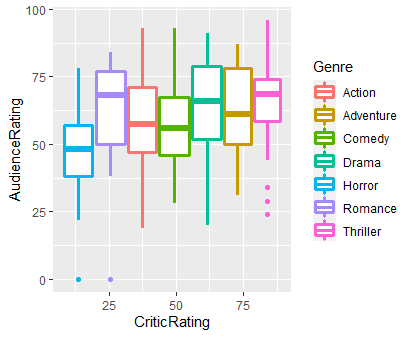 AudienceRating
100
75
50
25
0
25
50
75
CriticRating
Genre
Action
Adventure
Comedy
Drama
Horror
Romance
Thriller